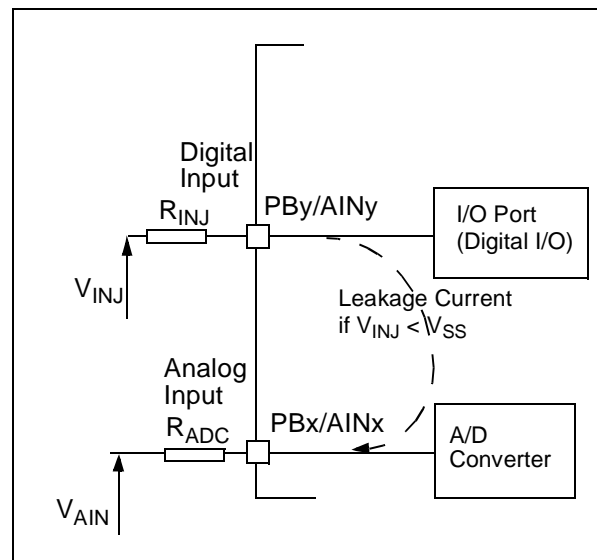 Digital
Input
R_INJ
PBy/AINy
I/O Port
(Digital I/O)
V_INJ
Leakage Current
if V_INJ < V_SS
Analog
Input
R_ADC
PBx/AINx
A/D
Converter
V_AIN